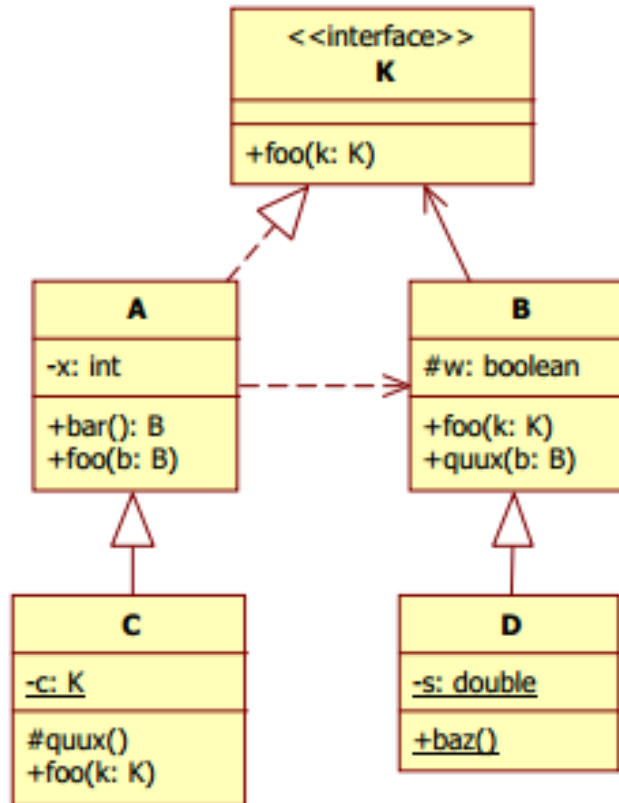 <<interface>>
K
+foo(k: K)
A
-x: int
+bar(): B
+foo(b: B)
B
#w: boolean
+foo(k: K)
+quux(b: B)
C
-c: K
#quux()
+foo(k: K)
D
-s: double
+baz()